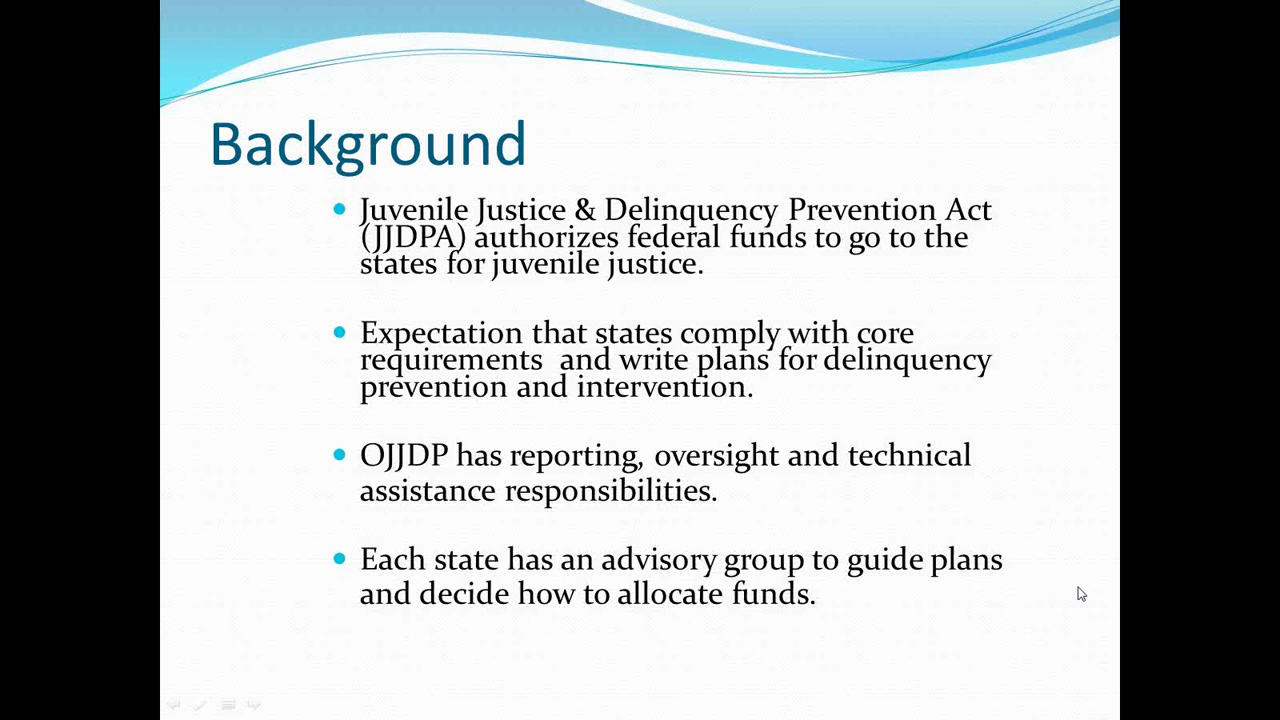 Background
Juvenile Justice & Delinquency Prevention Act
(JJDPA) authorizes federal funds to go to the
states for juvenile justice.
Expectation that states comply with core
requirements  and write plans for delinquency
prevention and intervention.
OJJDP has reporting, oversight and technical
assistance responsibilities.
Each state has an advisory group to guide plans
and decide how to allocate funds.